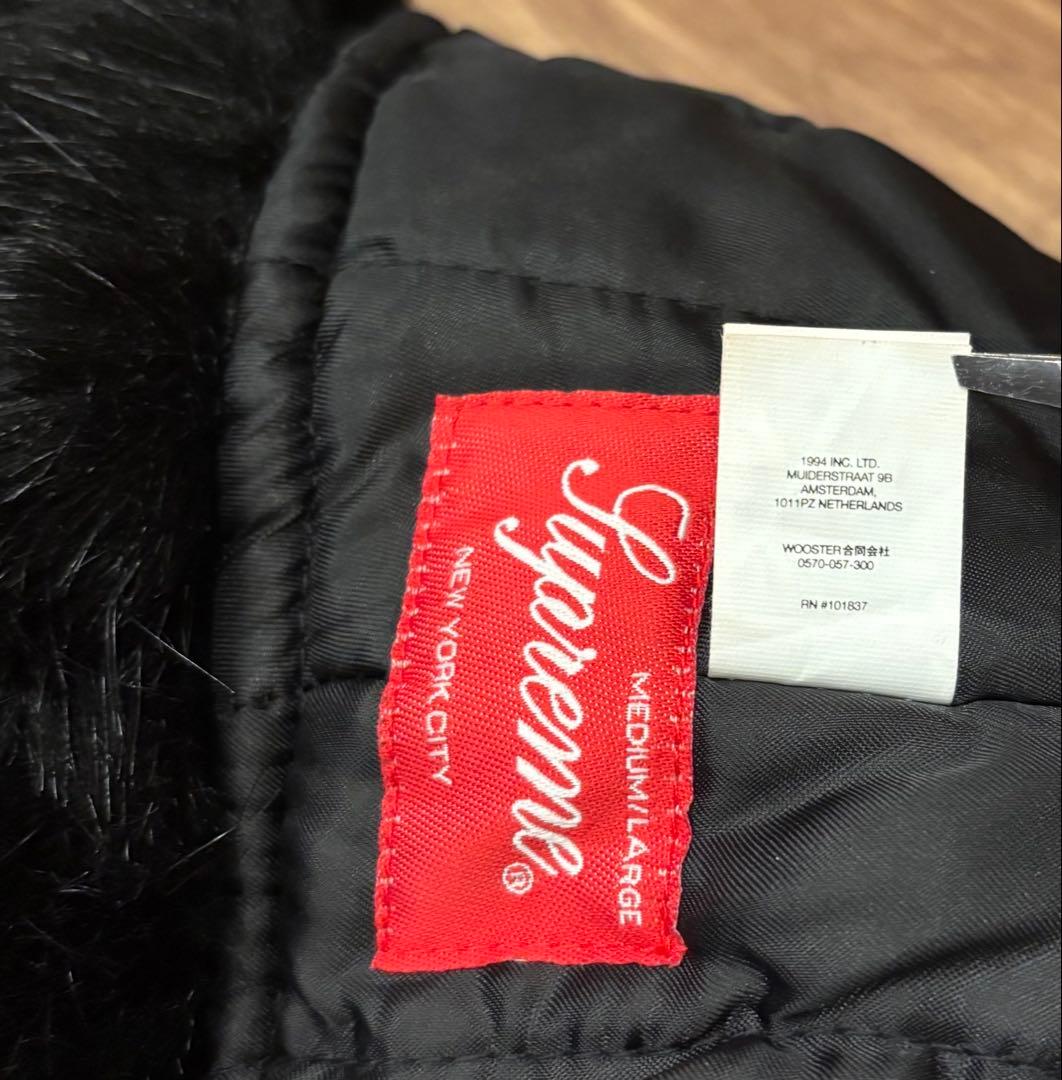 MEDIUM/LARGE
Supreme®
NEW YORK CITY
1994 INC. LTD.
MUIDERSTRAAT 9B
AMSTERDAM,
1011PZ NETHERLANDS
WOOSTER合同会社
0570-057-300
RN #101837